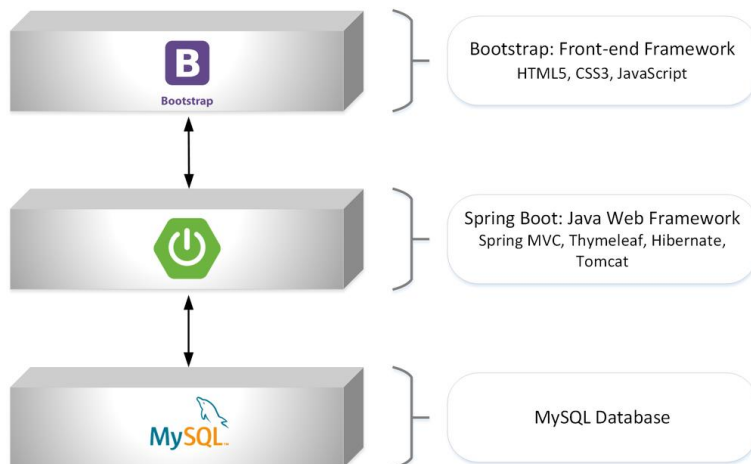 B
Bootstrap
Bootstrap: Front-end Framework
HTML5, CSS3, JavaScript
Spring Boot: Java Web Framework
Spring MVC, Thymeleaf, Hibernate,
Tomcat
MySQL™
MySQL Database